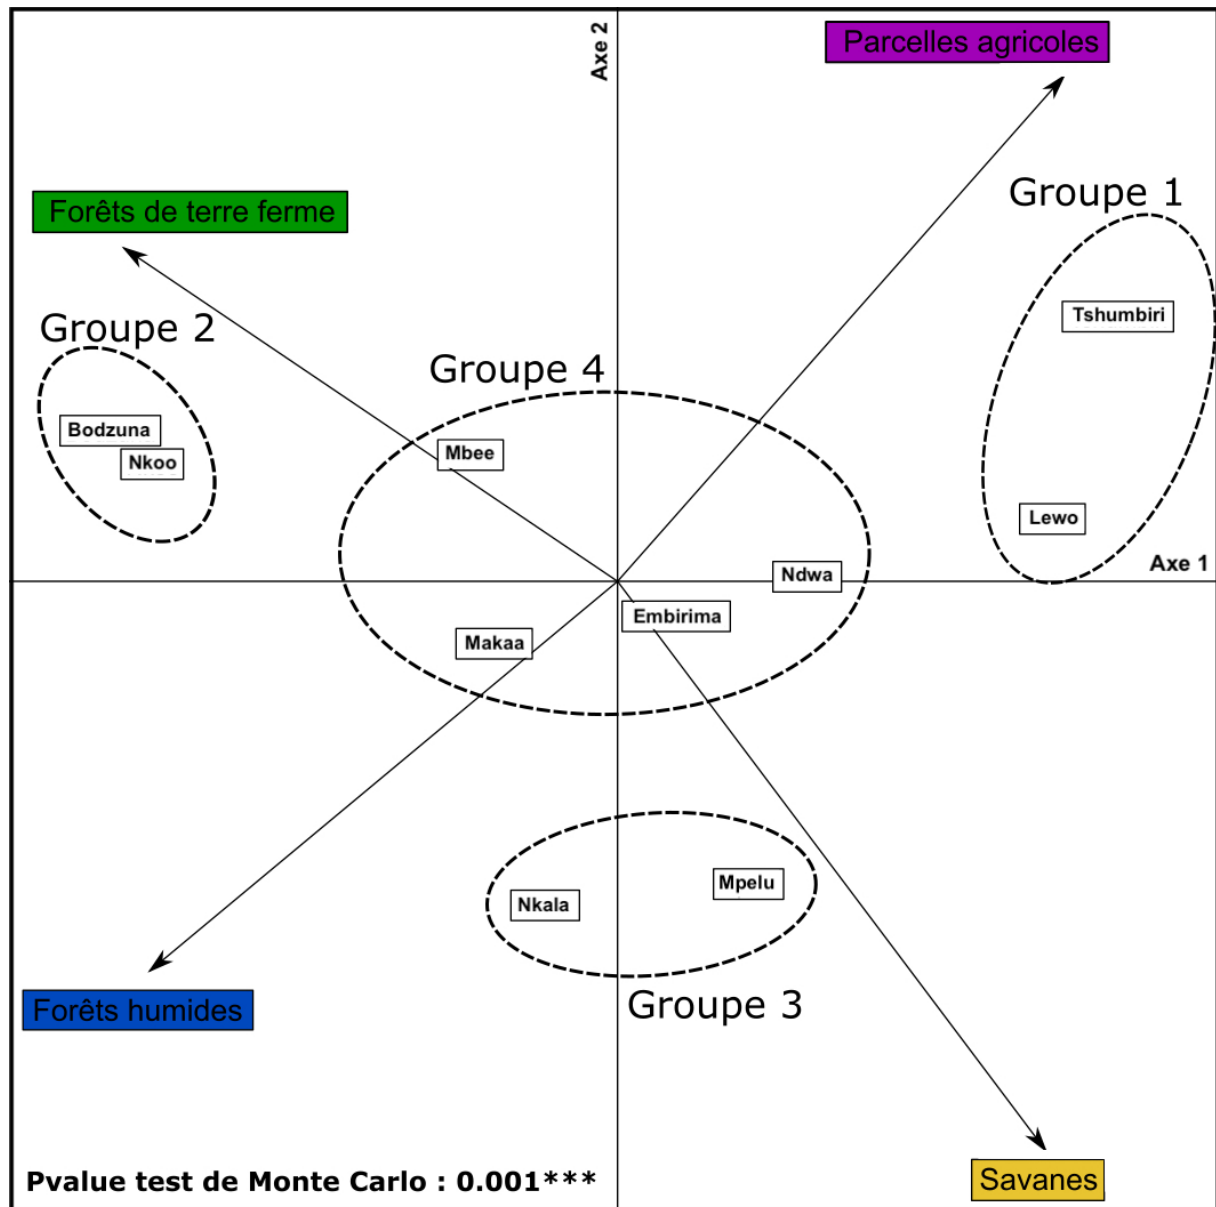 Axe 2
Parcelles agricoles
Groupe 1
Forêts de terre ferme
Tshumbiri
Groupe 2
Groupe 4
Bodzuna
Nkoo
Mbee
Lewo
Axe 1
Ndwa
Embirima
Makaa
Mpelu
Nkala
Groupe 3
Forêts humides
Savanes
Pvalue test de Monte Carlo : 0.001***